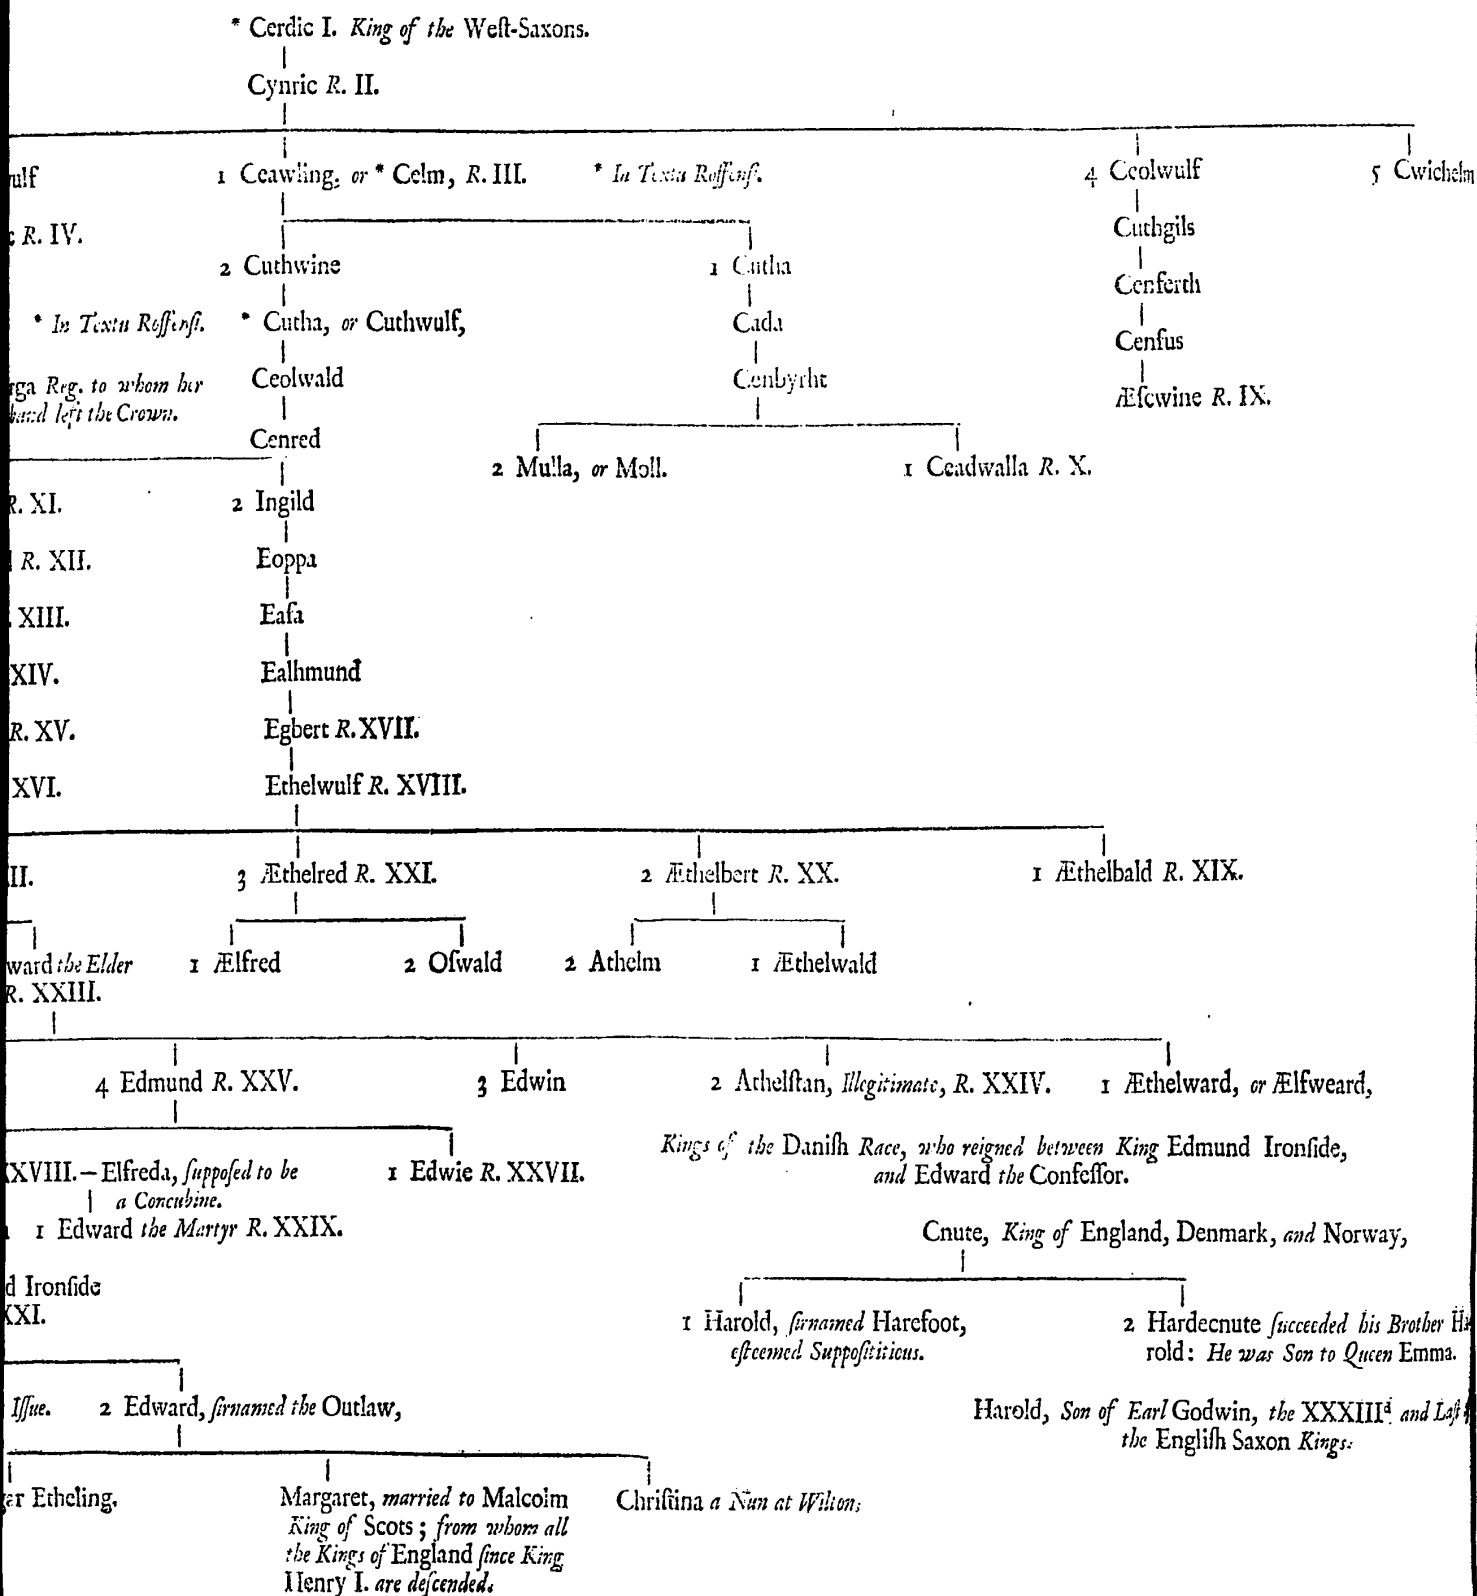 * Cerdic I. King of the Weſt-Saxons.
Cynric R. II.
ulf 1 Ceawling, or * Celm, R. III. * In Textu Roffenſ. 4 Ceolwulf 5 Cwichelm
R. IV. Cuthgils
2 Cuthwine 1 Cutha
Cenferth
* In Textu Roffenſi. * Cutha, or Cuthwulf, Cada
Cenfus
rga Reg. to whom her Ceolwald Cenbyrht
band left the Crown. Æſcwine R. IX.
Cenred
2 Mulla, or Moll. 1 Ceadwalla R. X.
R. XI. 2 Ingild
R. XII. Eoppa
XIII. Eaſa
XIV. Ealhmund
R. XV. Egbert R. XVII.
XVI. Ethelwulf R. XVIII.
II. 3 Æthelred R. XXI. 2 Æthelbert R. XX. 1 Æthelbald R. XIX.
ward the Elder 1 Ælfred 2 Oſwald 2 Athelm 1 Æthelwald
R. XXIII.
4 Edmund R. XXV. 3 Edwin 2 Athelſtan, Illegitimate, R. XXIV. 1 Æthelward, or Ælfweard,
Kings of the Daniſh Race, who reigned between King Edmund Ironſide,
and Edward the Confeſſor.
XXVIII.—Elfreda, ſuppoſed to be 1 Edwie R. XXVII.
a Concubine.
1 Edward the Martyr R. XXIX.
Cnute, King of England, Denmark, and Norway,
d Ironſide
XXI.
1 Harold, ſirnamed Harefoot, 2 Hardecnute ſucceeded his Brother Ha
eſteemed Suppoſititicus. rold: He was Son to Queen Emma.
Iſſue. 2 Edward, ſirnamed the Outlaw,
Harold, Son of Earl Godwin, the XXXIIIᵈ and Laſt
the Engliſh Saxon Kings.
ar Etheling. Margaret, married to Malcolm Chriſtina a Nun at Wilton;
King of Scots; from whom all
the Kings of England ſince King
Henry I. are deſcended.